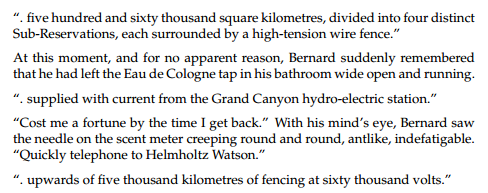 “. five hundred and sixty thousand square kilometres, divided into four distinct
Sub-Reservations, each surrounded by a high-tension wire fence.”
At this moment, and for no apparent reason, Bernard suddenly remembered
that he had left the Eau de Cologne tap in his bathroom wide open and running.
“. supplied with current from the Grand Canyon hydro-electric station.”
“Cost me a fortune by the time I get back.” With his mind’s eye, Bernard saw
the needle on the scent meter creeping round and round, antlike, indefatigable.
“Quickly telephone to Helmholtz Watson.”
“. upwards of five thousand kilometres of fencing at sixty thousand volts.”